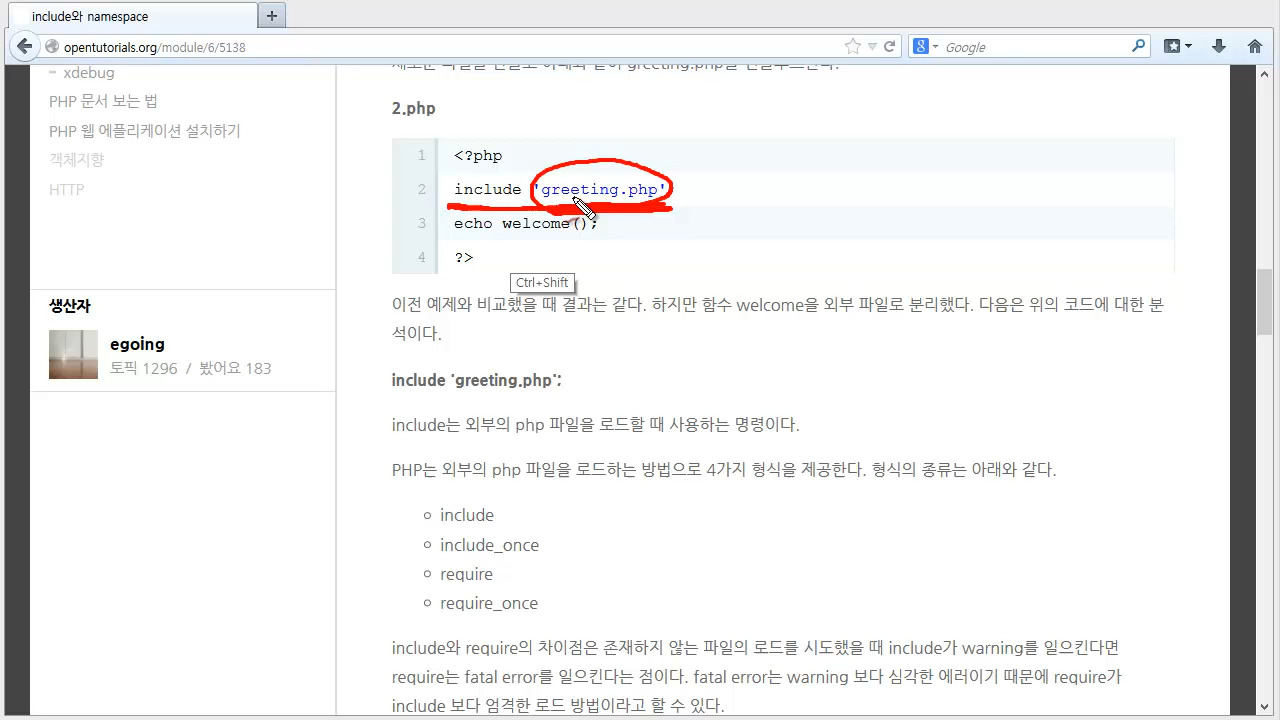 include와 namespace
opentutorials.org/module/6/5138
Google
xdebug
PHP 문서 보는 법
PHP 웹 에플리케이션 설치하기
객체지향
HTTP
생산자
egoing
토픽 1296 / 봤어요 183
2.php
1 <?php
2 include 'greeting.php'
3 echo welcome();
4 ?>
Ctrl+Shift
이전 예제와 비교했을 때 결과는 같다. 하지만 함수 welcome을 외부 파일로 분리했다. 다음은 위의 코드에 대한 분
석이다.
include 'greeting.php';
include는 외부의 php 파일을 로드할 때 사용하는 명령이다.
PHP는 외부의 php 파일을 로드하는 방법으로 4가지 형식을 제공한다. 형식의 종류는 아래와 같다.
include
include_once
require
require_once
include와 require의 차이점은 존재하지 않는 파일의 로드를 시도했을 때 include가 warning를 일으킨다면
require는 fatal error를 일으킨다는 점이다. fatal error는 warning 보다 심각한 에러이기 때문에 require가
include 보다 엄격한 로드 방법이라고 할 수 있다.